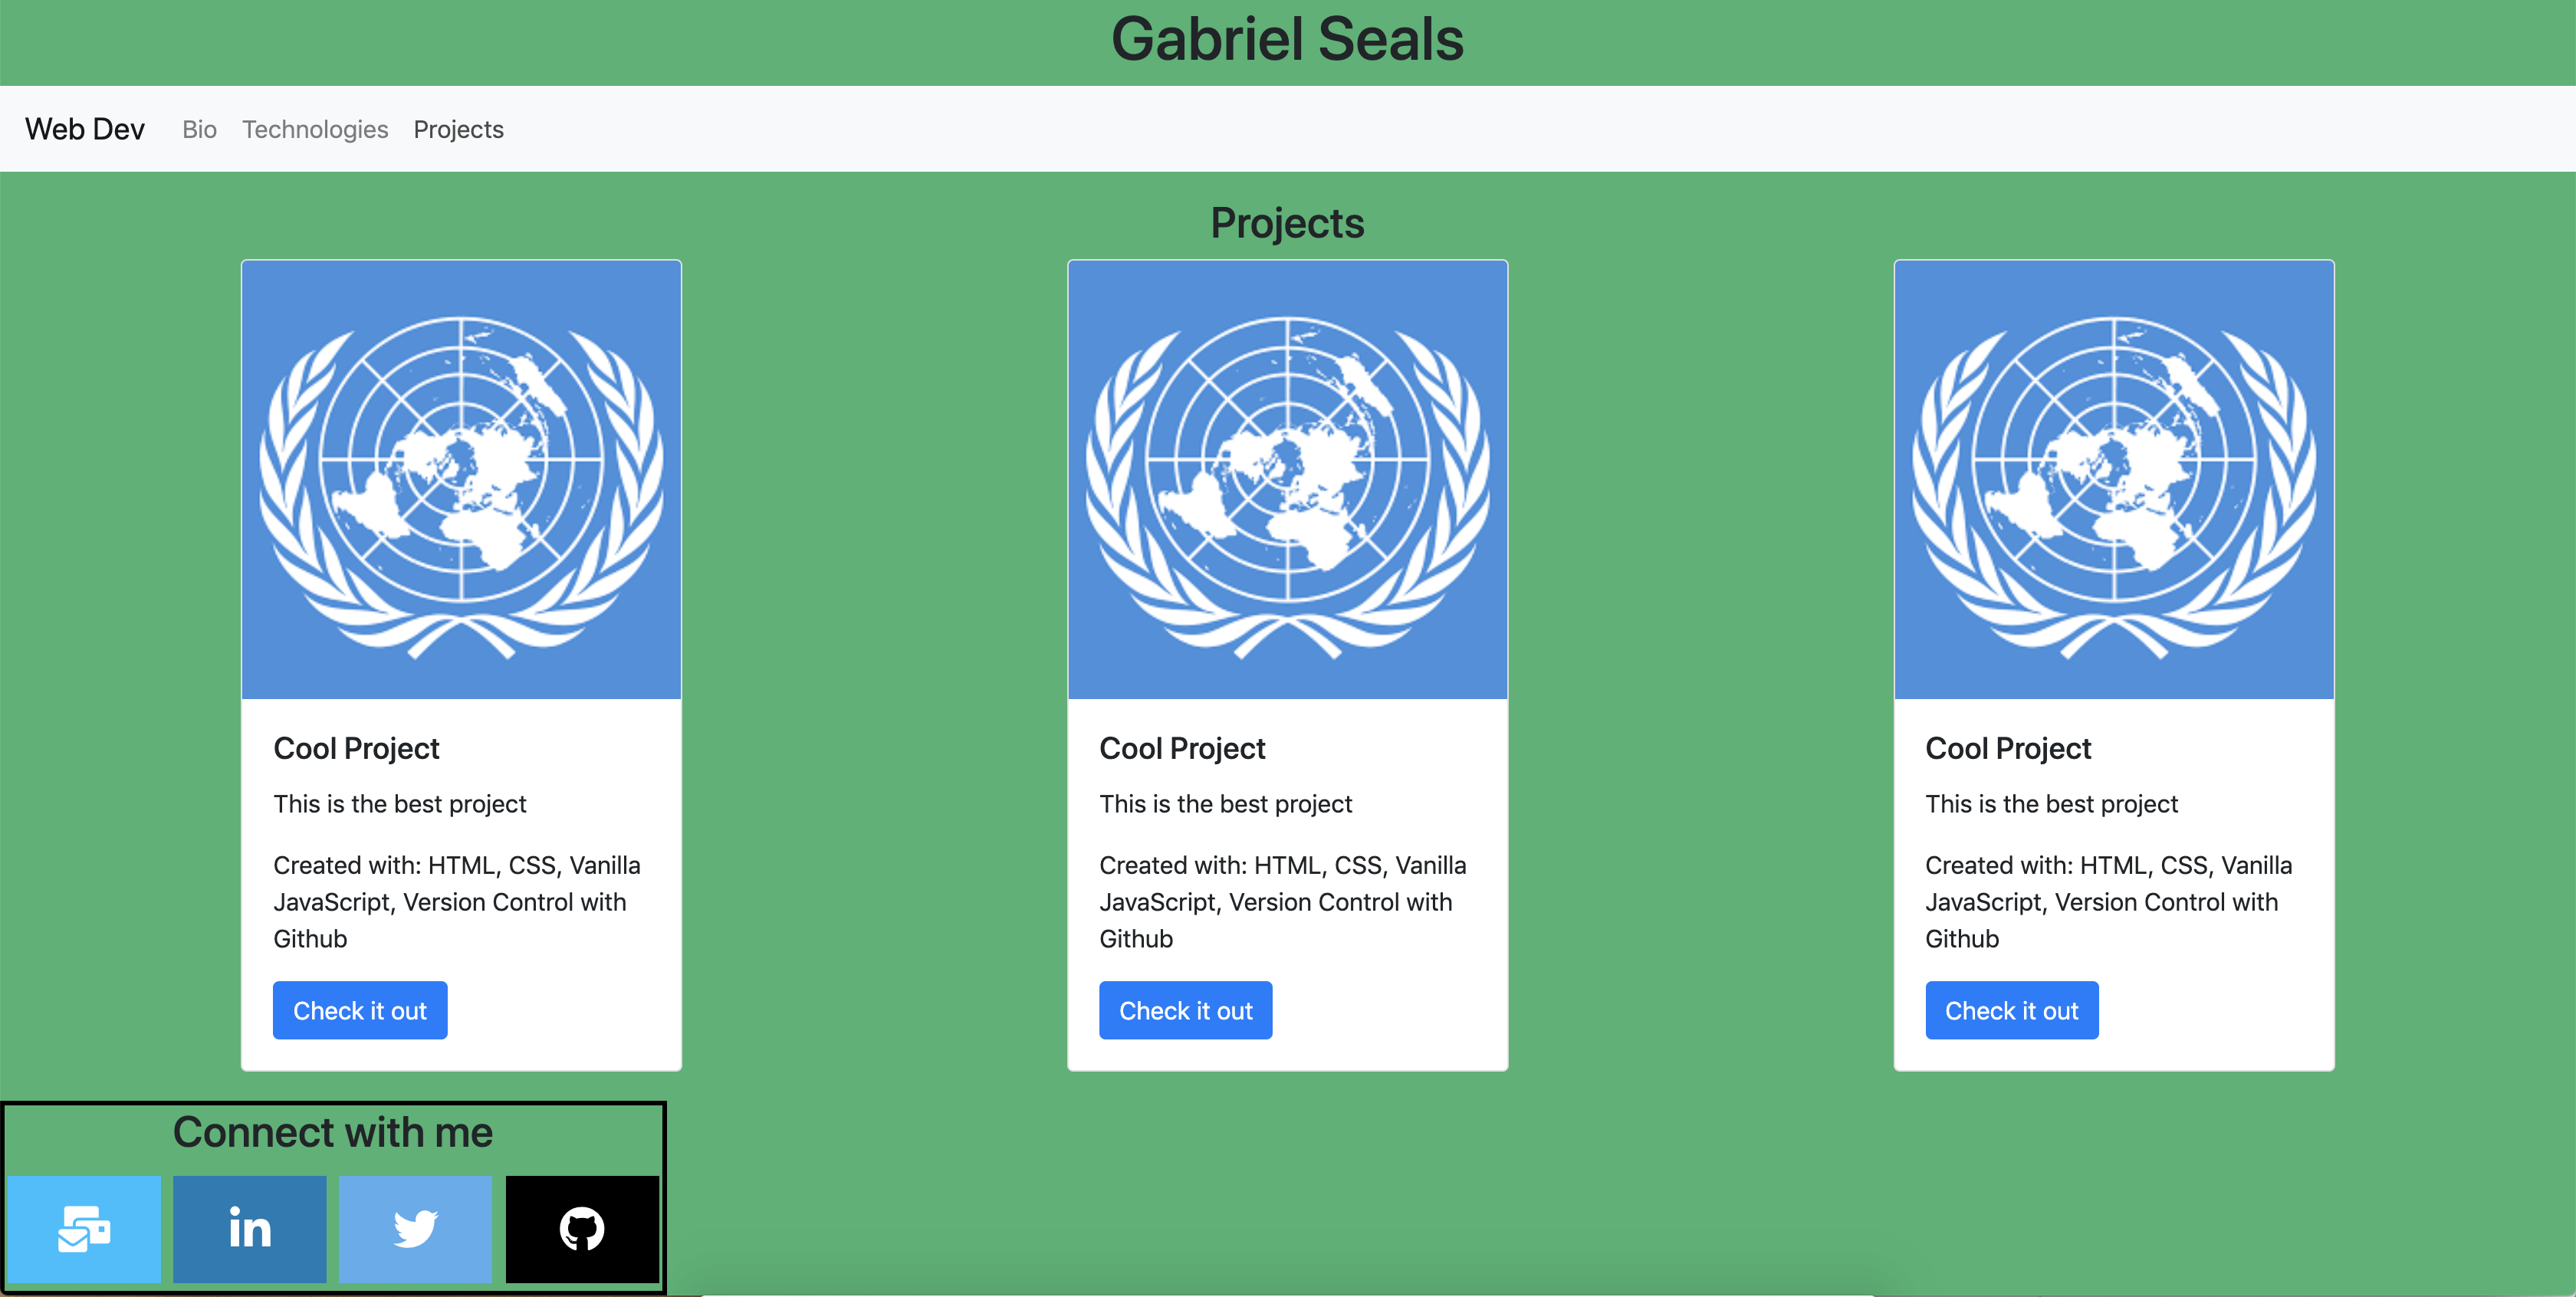 Gabriel Seals
Web Dev
Bio
Technologies
Projects
Projects
Cool Project
This is the best project
Created with: HTML, CSS, Vanilla
JavaScript, Version Control with
Github
Check it out
Cool Project
This is the best project
Created with: HTML, CSS, Vanilla
JavaScript, Version Control with
Github
Check it out
Cool Project
This is the best project
Created with: HTML, CSS, Vanilla
JavaScript, Version Control with
Github
Check it out
Connect with me
in